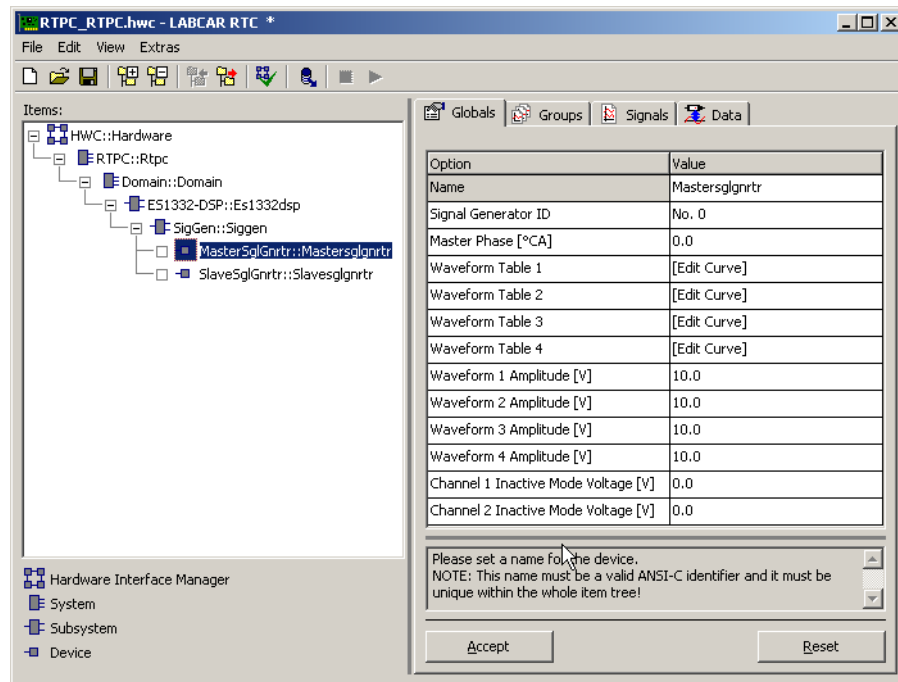 RTPC_RTPC.hwc - LABCAR RTC *
File Edit View Extras
Items:
HWC::Hardware
RTPC::Rtpc
Domain::Domain
ES1332-DSP::Es1332dsp
SigGen::Siggen
MasterSglGnrtr::Mastersglgnrtr
SlaveSglGnrtr::Slavesglgnrtr
Hardware Interface Manager
System
Subsystem
Device
Globals Groups Signals Data
Option Value
Name Mastersglgnrtr
Signal Generator ID No. 0
Master Phase [°CA] 0.0
Waveform Table 1 [Edit Curve]
Waveform Table 2 [Edit Curve]
Waveform Table 3 [Edit Curve]
Waveform Table 4 [Edit Curve]
Waveform 1 Amplitude [V] 10.0
Waveform 2 Amplitude [V] 10.0
Waveform 3 Amplitude [V] 10.0
Waveform 4 Amplitude [V] 10.0
Channel 1 Inactive Mode Voltage [V] 0.0
Channel 2 Inactive Mode Voltage [V] 0.0
Please set a name for the device.
NOTE: This name must be a valid ANSI-C identifier and it must be
unique within the whole item tree!
Accept Reset